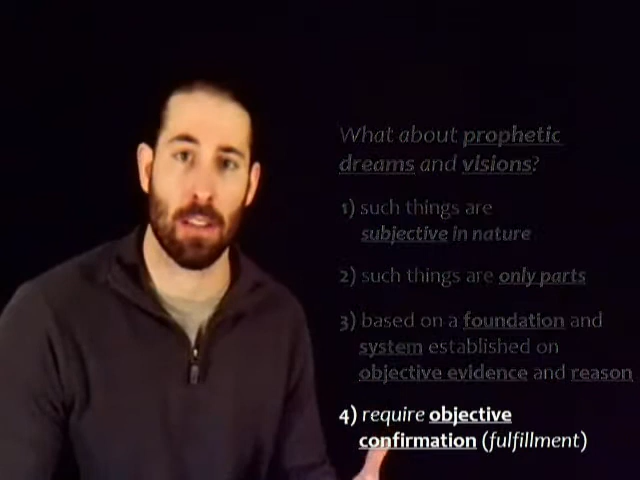 What about prophetic
dreams and visions?
1) such things are
subjective in nature
2) such things are only parts
3) based on a foundation and
system established on
objective evidence and reason
4) require objective
confirmation (fulfillment)